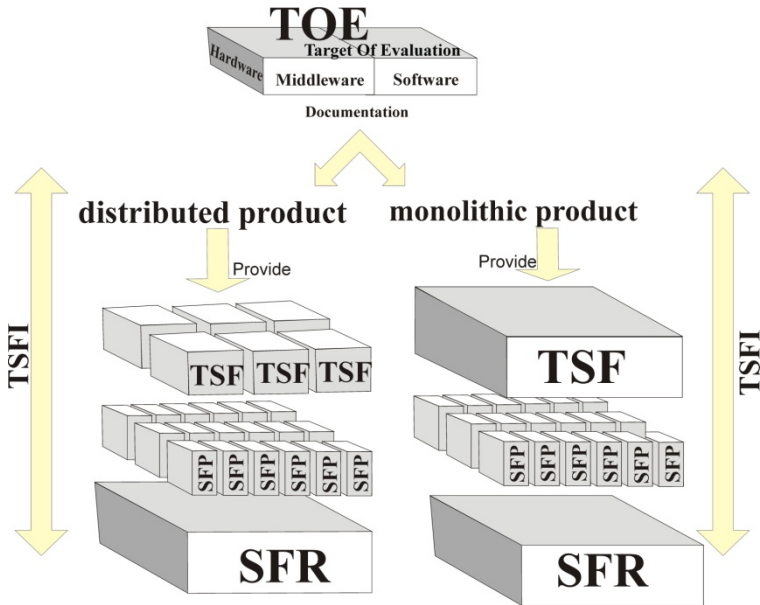 TOE
Target Of Evaluation
Hardware
Middleware
Software
Documentation
distributed product
monolithic product
Provide
Provide
TSFI
TSFI
TSF TSF TSF
TSF
SFP SFP SFP SFP SFP SFP
SFP SFP SFP SFP SFP SFP
SFR
SFR